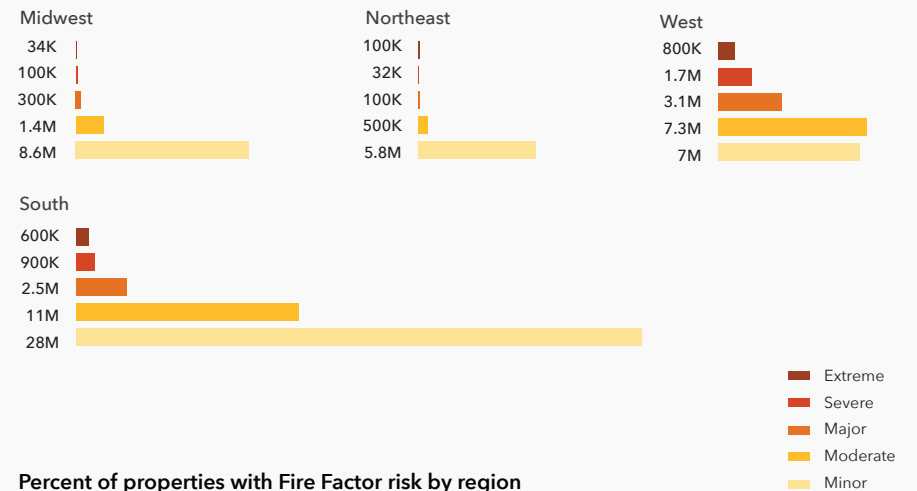 Midwest
34K
100K
300K
1.4M
8.6M
Northeast
100K
32K
100K
500K
5.8M
West
800K
1.7M
3.1M
7.3M
7M
South
600K
900K
2.5M
11M
28M
Extreme
Severe
Major
Moderate
Minor
Percent of properties with Fire Factor risk by region